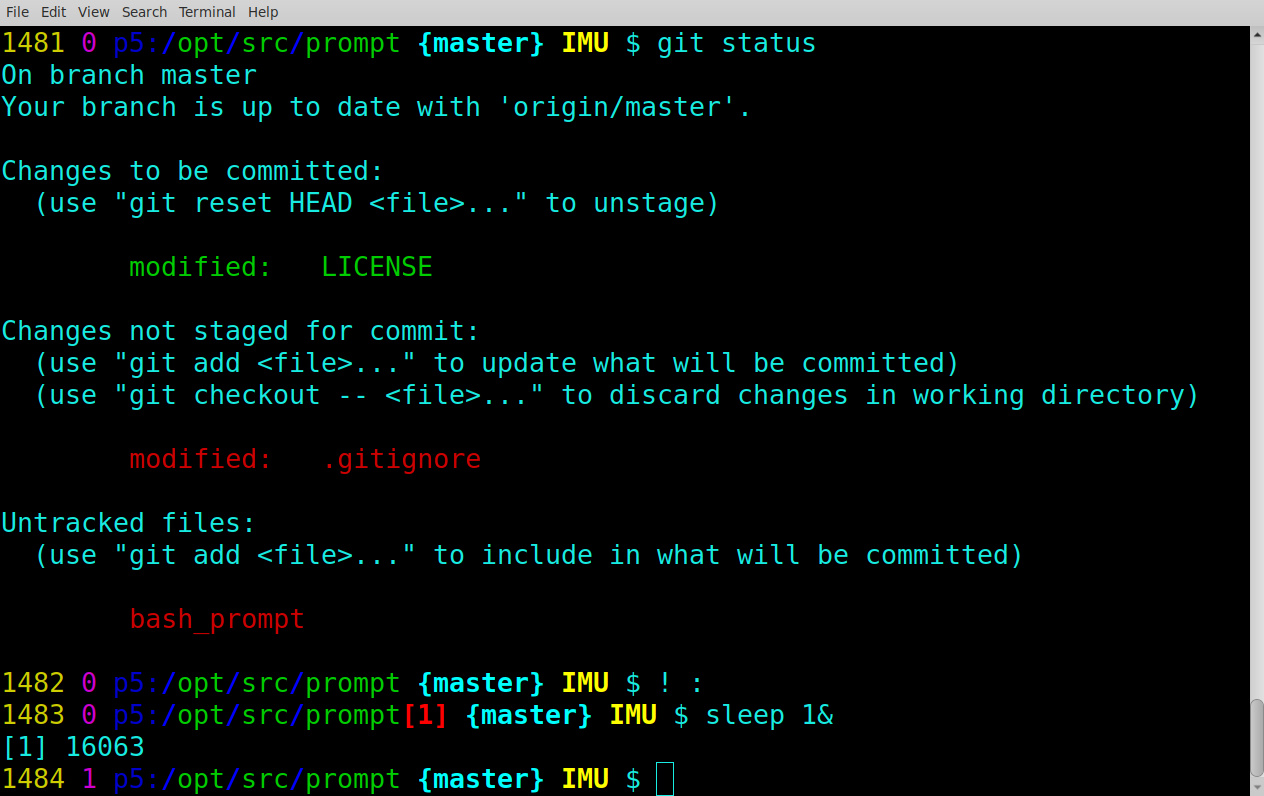 File Edit View Search Terminal Help
1481 0 p5:/opt/src/prompt {master} IMU $ git status
On branch master
Your branch is up to date with 'origin/master'.
Changes to be committed:
  (use "git reset HEAD <file>..." to unstage)
        modified:   LICENSE
Changes not staged for commit:
  (use "git add <file>..." to update what will be committed)
  (use "git checkout -- <file>..." to discard changes in working directory)
        modified:   .gitignore
Untracked files:
  (use "git add <file>..." to include in what will be committed)
        bash_prompt
1482 0 p5:/opt/src/prompt {master} IMU $ ! :
1483 0 p5:/opt/src/prompt[1] {master} IMU $ sleep 1&
[1] 16063
1484 1 p5:/opt/src/prompt {master} IMU $